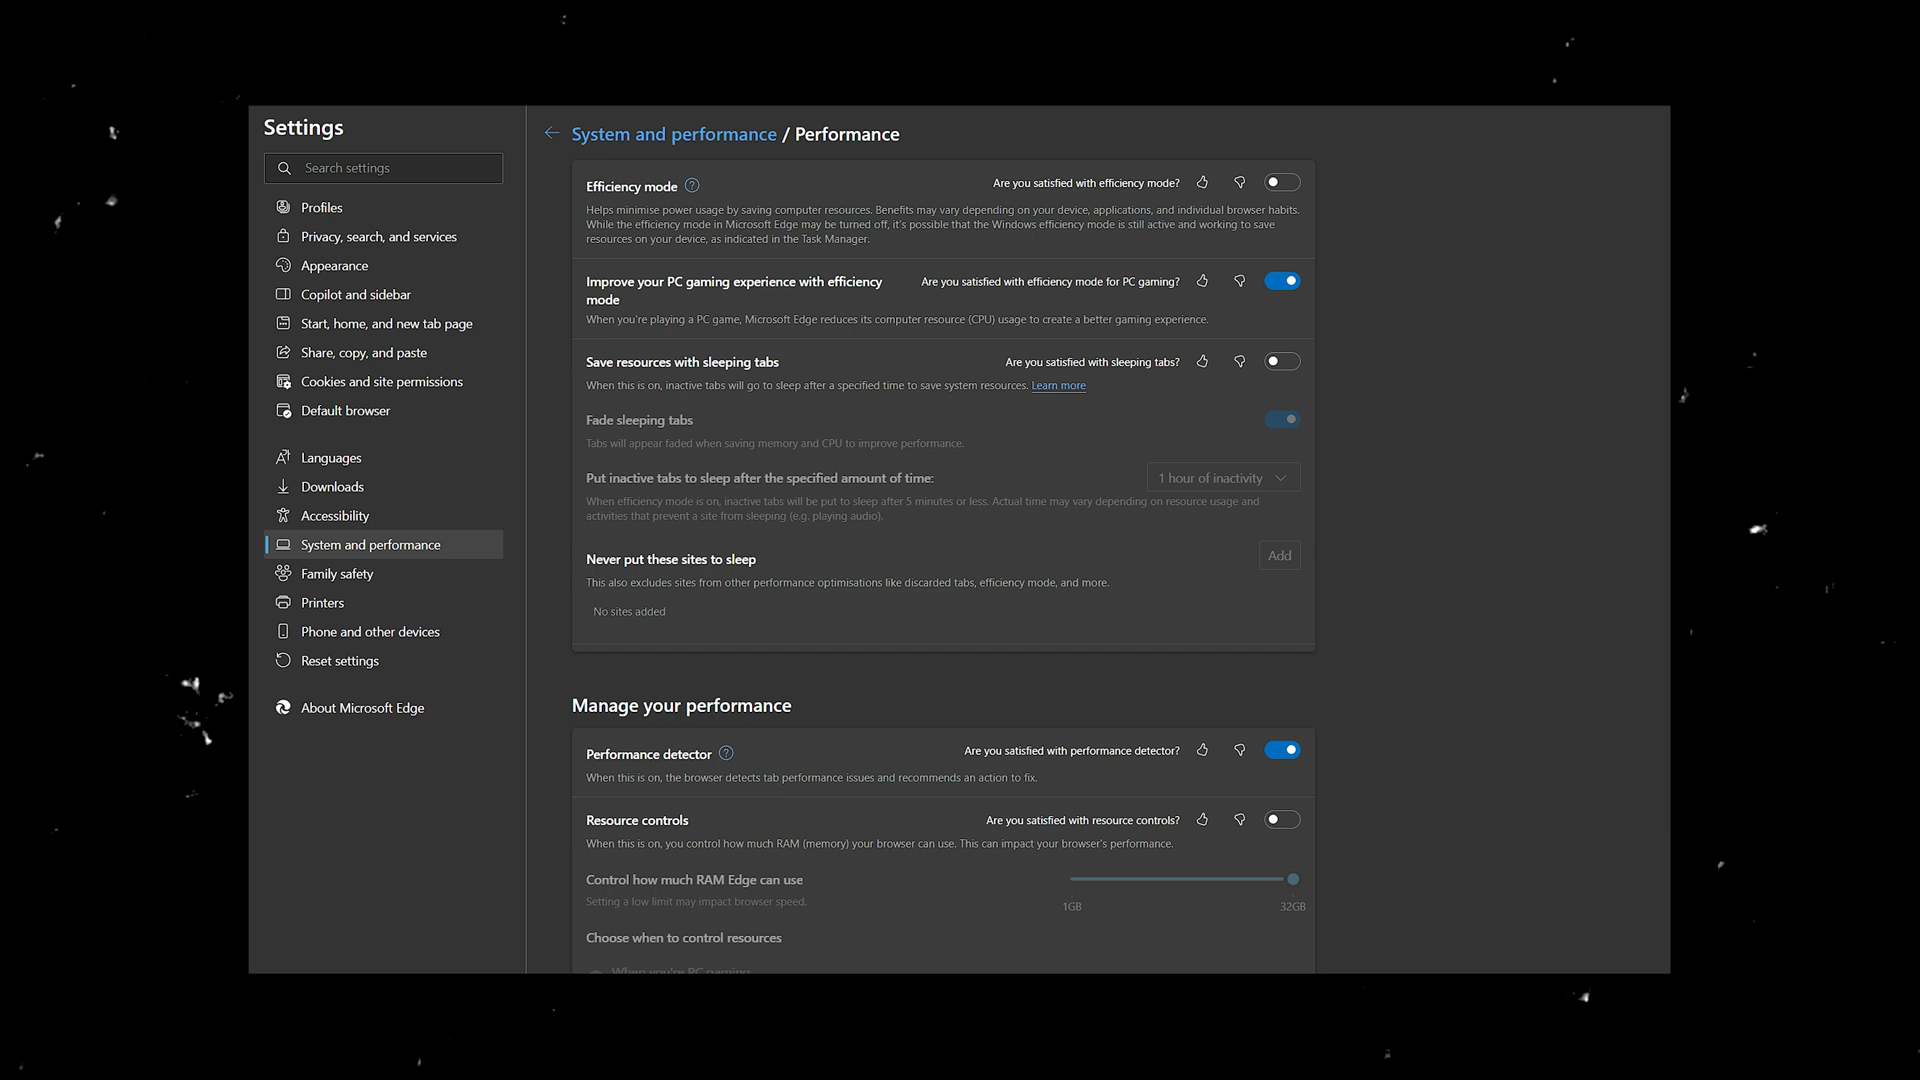 Settings
Search settings
Profiles
Privacy, search, and services
Appearance
Copilot and sidebar
Start, home, and new tab page
Share, copy, and paste
Cookies and site permissions
Default browser
Languages
Downloads
Accessibility
System and performance
Family safety
Printers
Phone and other devices
Reset settings
About Microsoft Edge
System and performance / Performance
Efficiency mode
Are you satisfied with efficiency mode?
Helps minimise power usage by saving computer resources. Benefits may vary depending on your device, applications, and individual browser habits.
While the efficiency mode in Microsoft Edge may be turned off, it's possible that the Windows efficiency mode is still active and working to save
resources on your device, as indicated in the Task Manager.
Improve your PC gaming experience with efficiency
mode
Are you satisfied with efficiency mode for PC gaming?
When you're playing a PC game, Microsoft Edge reduces its computer resource (CPU) usage to create a better gaming experience.
Save resources with sleeping tabs
Are you satisfied with sleeping tabs?
When this is on, inactive tabs will go to sleep after a specified time to save system resources. Learn more
Fade sleeping tabs
Tabs will appear faded when saving memory and CPU to improve performance.
Put inactive tabs to sleep after the specified amount of time:
1 hour of inactivity
When efficiency mode is on, inactive tabs will be put to sleep after 5 minutes or less. Actual time may vary depending on resource usage and
activities that prevent a site from sleeping (e.g. playing audio).
Never put these sites to sleep
Add
This also excludes sites from other performance optimisations like discarded tabs, efficiency mode, and more.
No sites added
Manage your performance
Performance detector
Are you satisfied with performance detector?
When this is on, the browser detects tab performance issues and recommends an action to fix.
Resource controls
Are you satisfied with resource controls?
When this is on, you control how much RAM (memory) your browser can use. This can impact your browser's performance.
Control how much RAM Edge can use
Setting a low limit may impact browser speed.
1GB
32GB
Choose when to control resources
When you're PC gaming